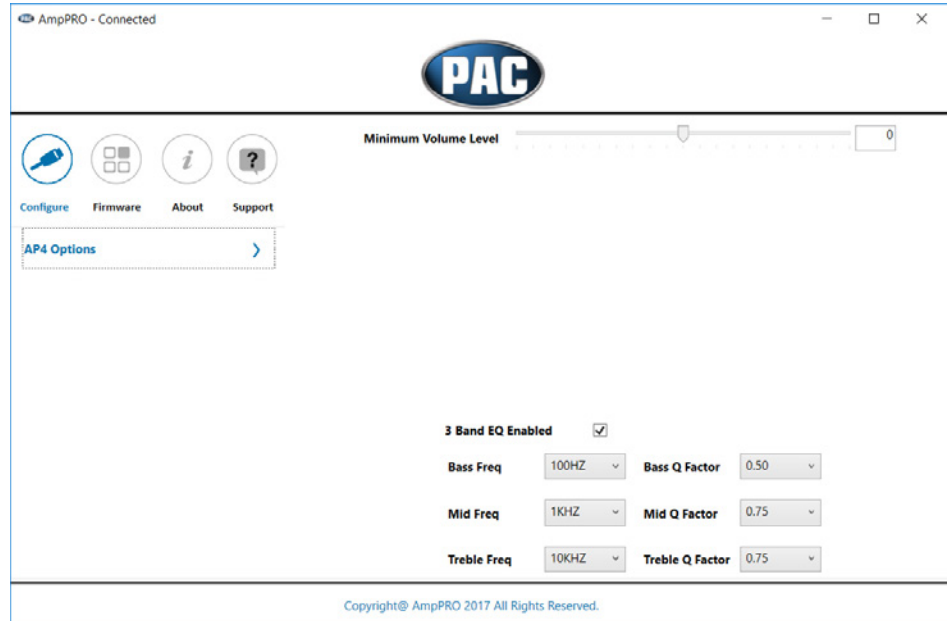 PAC AmpPRO - Connected
PAC
Minimum Volume Level 0
i ?
Configure Firmware About Support
AP4 Options
3 Band EQ Enabled
Bass Freq 100HZ Bass Q Factor 0.50
Mid Freq 1KHZ Mid Q Factor 0.75
Treble Freq 10KHZ Treble Q Factor 0.75
Copyright@ AmpPRO 2017 All Rights Reserved.